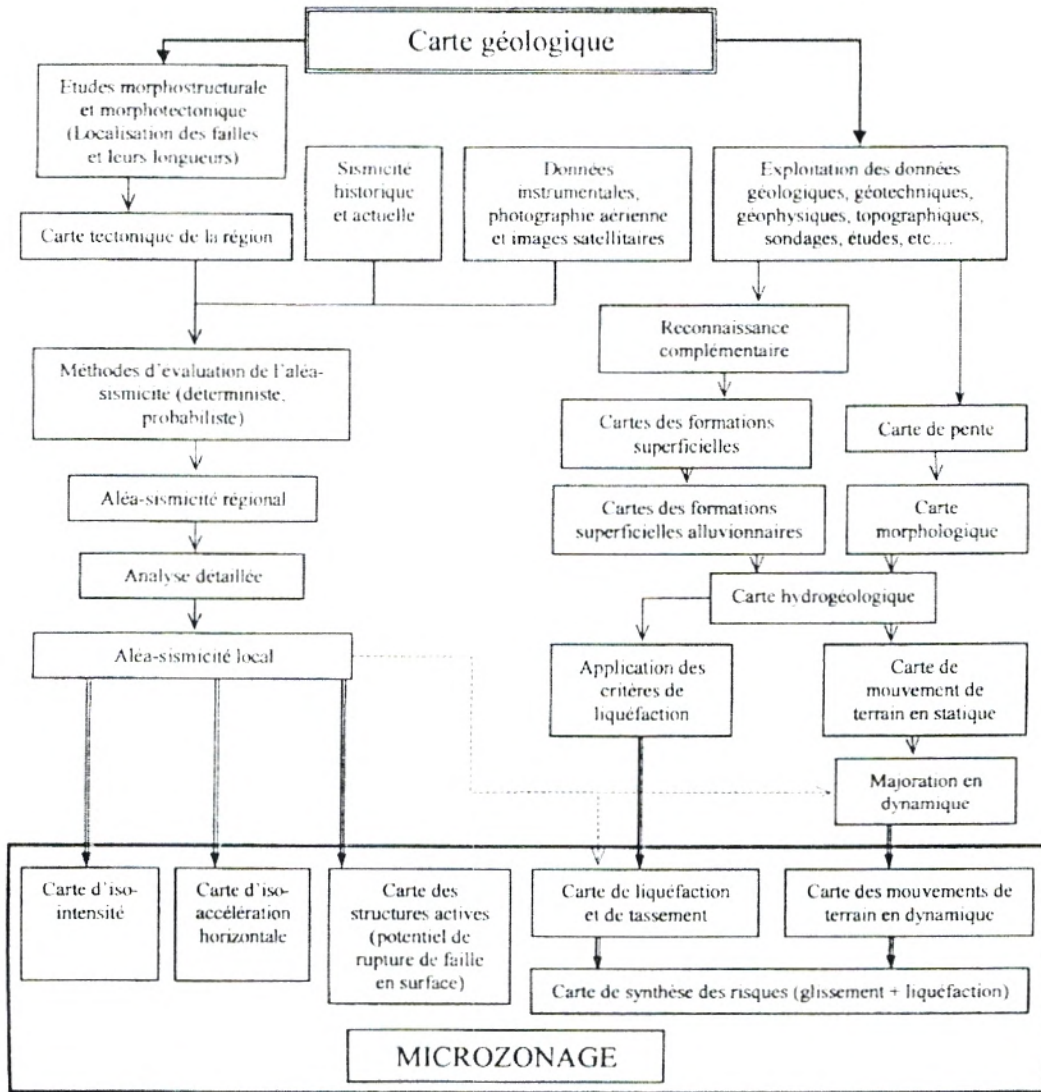 Carte géologique
Etudes morphostructurale
et morphotectonique
(Localisation des failles
et leurs longueurs)
Sismicité
historique
et actuelle
Données
instrumentales,
photographie aérienne
et images satellitaires
Exploitation des données
géologiques, géotechniques,
géophysiques, topographiques,
sondages, études, etc....
Carte tectonique de la région
Reconnaissance
complémentaire
Méthodes d'évaluation de l'aléa-
sismicité (déterministe,
probabiliste)
Cartes des formations
superficielles
Carte de pente
Aléa-sismicité régional
Cartes des formations
superficielles alluvionnaires
Carte
morphologique
Analyse détaillée
Carte hydrogéologique
Aléa-sismicité local
Application des
critères de
liquéfaction
Carte de
mouvement de
terrain en statique
Majoration en
dynamique
Carte d'iso-
intensité
Carte d'iso-
accélération
horizontale
Carte des
structures actives
(potentiel de
rupture de faille
en surface)
Carte de liquéfaction
et de tassement
Carte des mouvements de
terrain en dynamique
Carte de synthèse des risques (glissement + liquéfaction)
MICROZONAGE